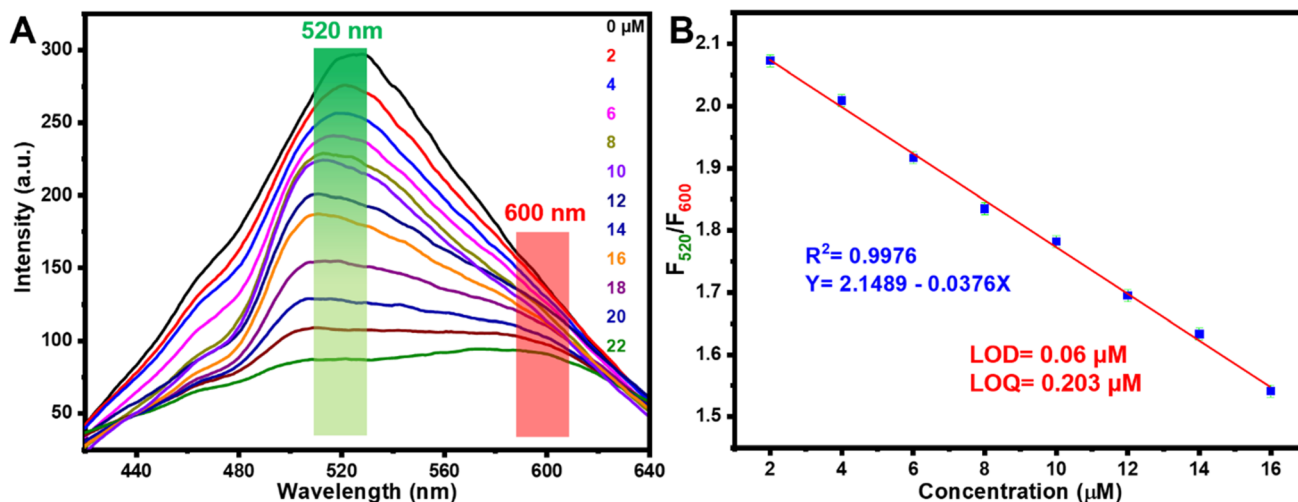 A
520 nm
600 nm
0 µM
2
4
6
8
10
12
14
16
18
20
22
300
250
200
150
100
50
Intensity (a.u.)
440
480
520
560
600
640
Wavelength (nm)
B
2.1
2.0
1.9
1.8
1.7
1.6
1.5
F520/F600
R²= 0.9976
Y= 2.1489 - 0.0376X
LOD= 0.06 µM
LOQ= 0.203 µM
2
4
6
8
10
12
14
16
Concentration (µM)